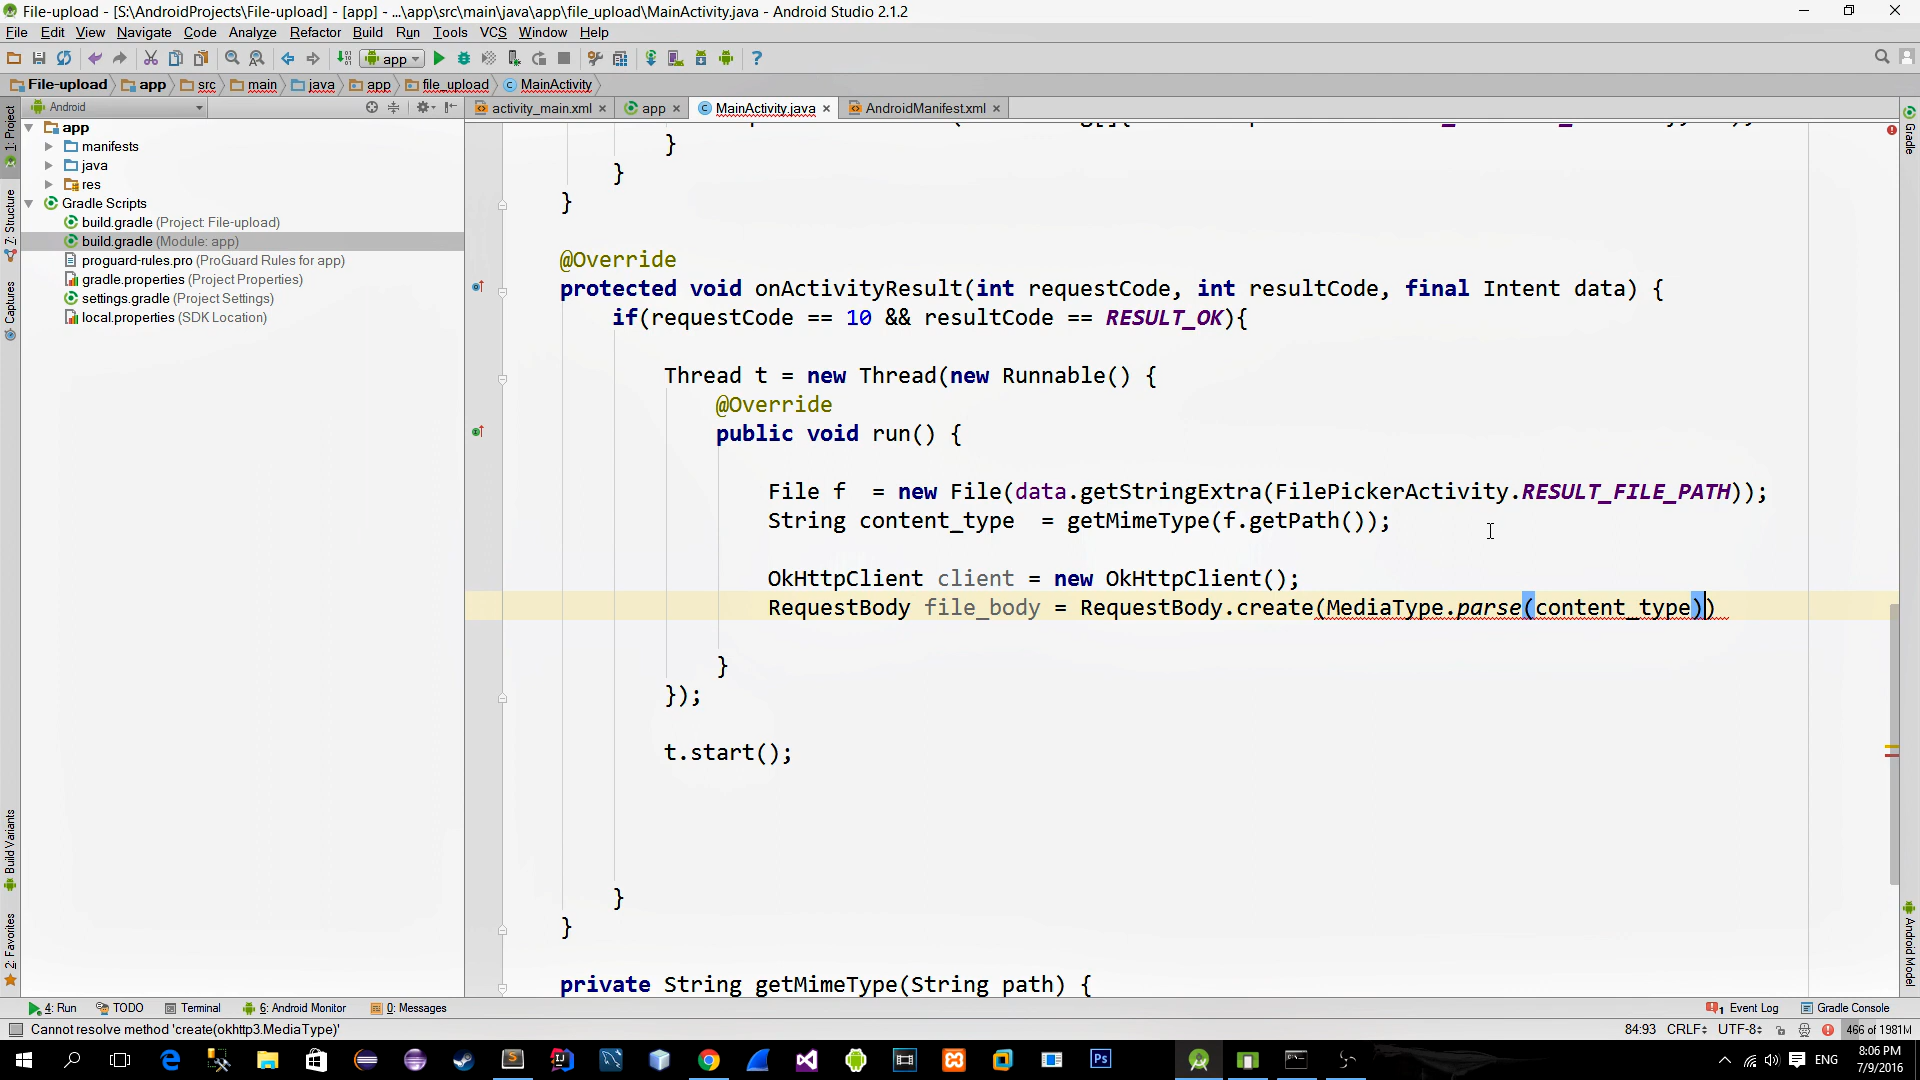 File-upload - [S:\AndroidProjects\File-upload] - [app] - ...\app\src\main\java\app\file_upload\MainActivity.java - Android Studio 2.1.2
File Edit View Navigate Code Analyze Refactor Build Run Tools VCS Window Help
app
File-upload app src main java app file_upload MainActivity
Android
activity_main.xml app MainActivity.java AndroidManifest.xml
1: Project
Z: Structure
Captures
Build Variants
2: Favorites
app
manifests
java
res
Gradle Scripts
build.gradle (Project: File-upload)
build.gradle (Module: app)
proguard-rules.pro (ProGuard Rules for app)
gradle.properties (Project Properties)
settings.gradle (Project Settings)
local.properties (SDK Location)
}
}
}
@Override
protected void onActivityResult(int requestCode, int resultCode, final Intent data) {
if(requestCode == 10 && resultCode == RESULT_OK){
Thread t = new Thread(new Runnable() {
@Override
public void run() {
File f  = new File(data.getStringExtra(FilePickerActivity.RESULT_FILE_PATH));
String content_type  = getMimeType(f.getPath());
OkHttpClient client = new OkHttpClient();
RequestBody file_body = RequestBody.create(MediaType.parse(content_type))
}
});
t.start();
}
}
private String getMimeType(String path) {
Gradle
Android Model
4: Run TODO Terminal 6: Android Monitor 0: Messages 1 Event Log Gradle Console
Cannot resolve method 'create(okhttp3.MediaType)' 84:93 CRLF UTF-8 466 of 1981M
ENG 8:06 PM
7/9/2016